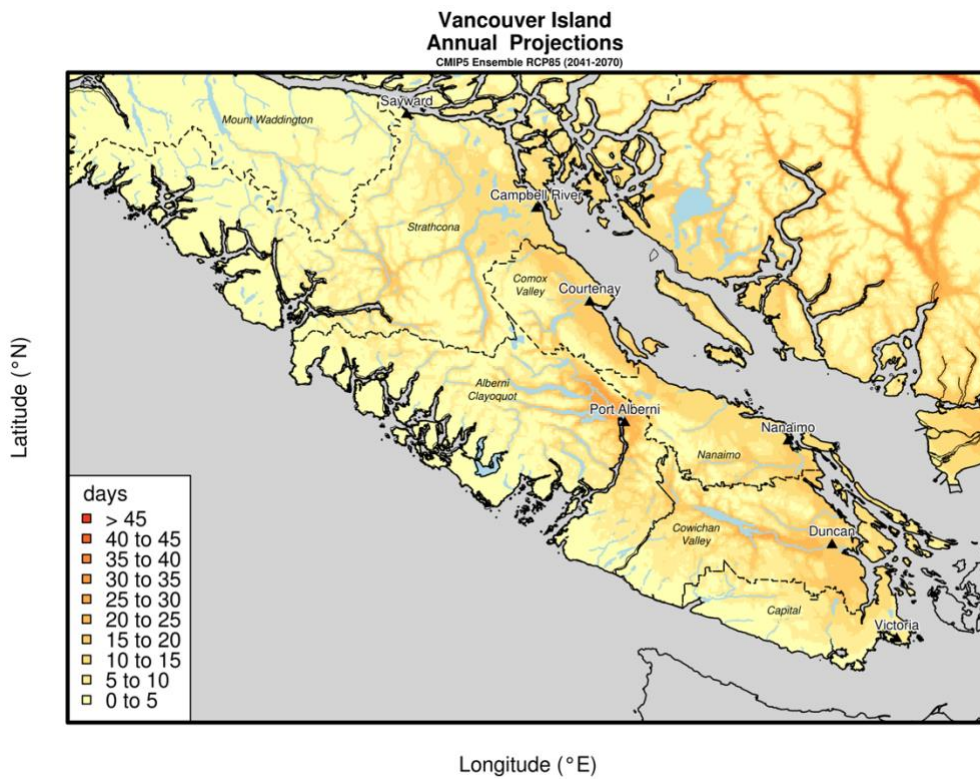 Vancouver Island
Annual Projections
CMIP5 Ensemble RCP85 (2041-2070)
Sayward
Mount Waddington
Campbell River
Strathcona
Comox
Valley
Courtenay
Alberni
Clayoquot
Port Alberni
Nanaimo
Nanaimo
Cowichan
Valley
Duncan
Capital
Victoria
Latitude (°N)
days
> 45
40 to 45
35 to 40
30 to 35
25 to 30
20 to 25
15 to 20
10 to 15
5 to 10
0 to 5
Longitude (°E)